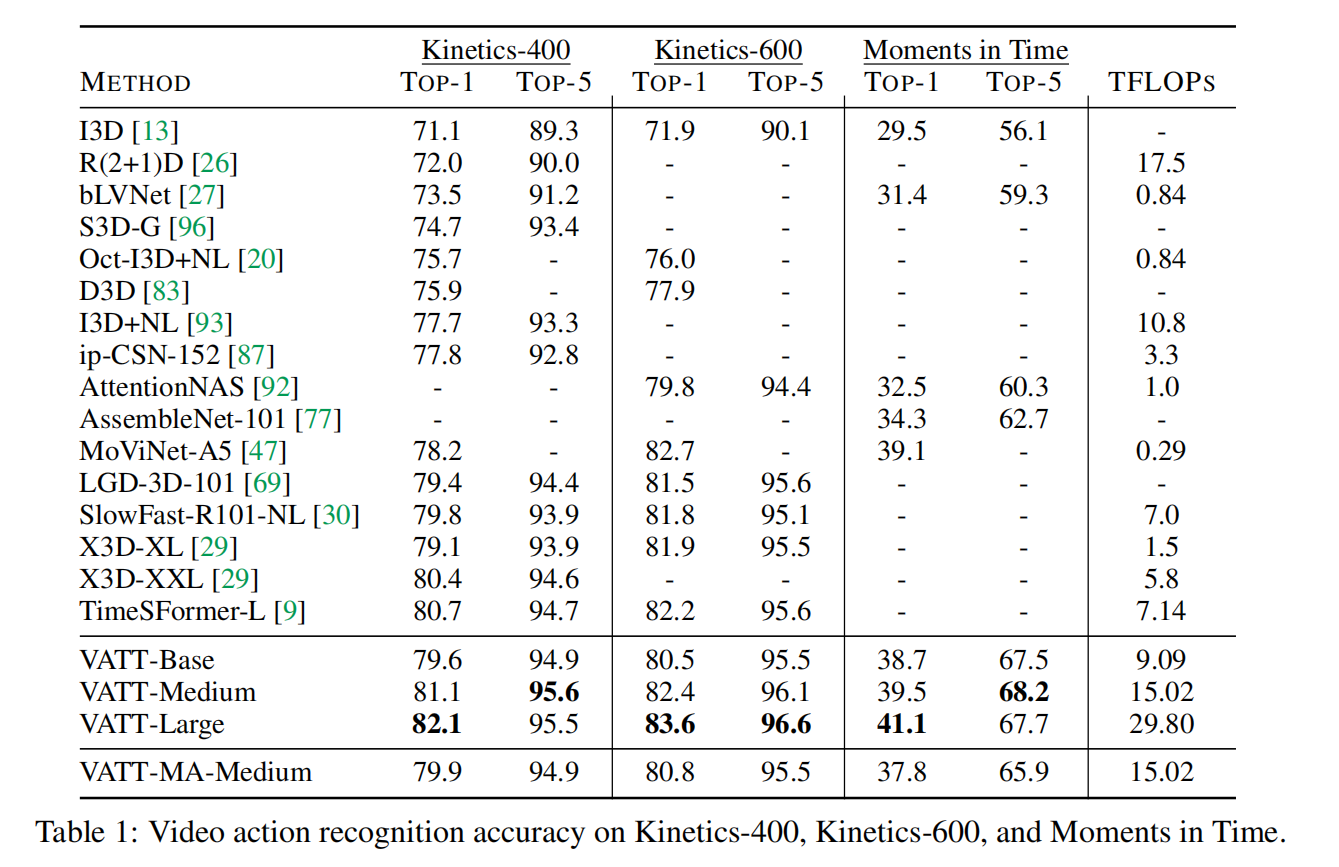 Kinetics-400 Kinetics-600 Moments in Time
METHOD TOP-1 TOP-5 TOP-1 TOP-5 TOP-1 TOP-5 TFLOPS
I3D [13] 71.1 89.3 71.9 90.1 29.5 56.1 -
R(2+1)D [26] 72.0 90.0 - - - - 17.5
bLVNet [27] 73.5 91.2 - - 31.4 59.3 0.84
S3D-G [96] 74.7 93.4 - - - - -
Oct-I3D+NL [20] 75.7 - 76.0 - - - 0.84
D3D [83] 75.9 - 77.9 - - - -
I3D+NL [93] 77.7 93.3 - - - - 10.8
ip-CSN-152 [87] 77.8 92.8 - - - - 3.3
AttentionNAS [92] - - 79.8 94.4 32.5 60.3 1.0
AssembleNet-101 [77] - - - - 34.3 62.7 -
MoViNet-A5 [47] 78.2 - 82.7 - 39.1 - 0.29
LGD-3D-101 [69] 79.4 94.4 81.5 95.6 - - -
SlowFast-R101-NL [30] 79.8 93.9 81.8 95.1 - - 7.0
X3D-XL [29] 79.1 93.9 81.9 95.5 - - 1.5
X3D-XXL [29] 80.4 94.6 - - - - 5.8
TimeSFormer-L [9] 80.7 94.7 82.2 95.6 - - 7.14
VATT-Base 79.6 94.9 80.5 95.5 38.7 67.5 9.09
VATT-Medium 81.1 95.6 82.4 96.1 39.5 68.2 15.02
VATT-Large 82.1 95.5 83.6 96.6 41.1 67.7 29.80
VATT-MA-Medium 79.9 94.9 80.8 95.5 37.8 65.9 15.02
Table 1: Video action recognition accuracy on Kinetics-400, Kinetics-600, and Moments in Time.